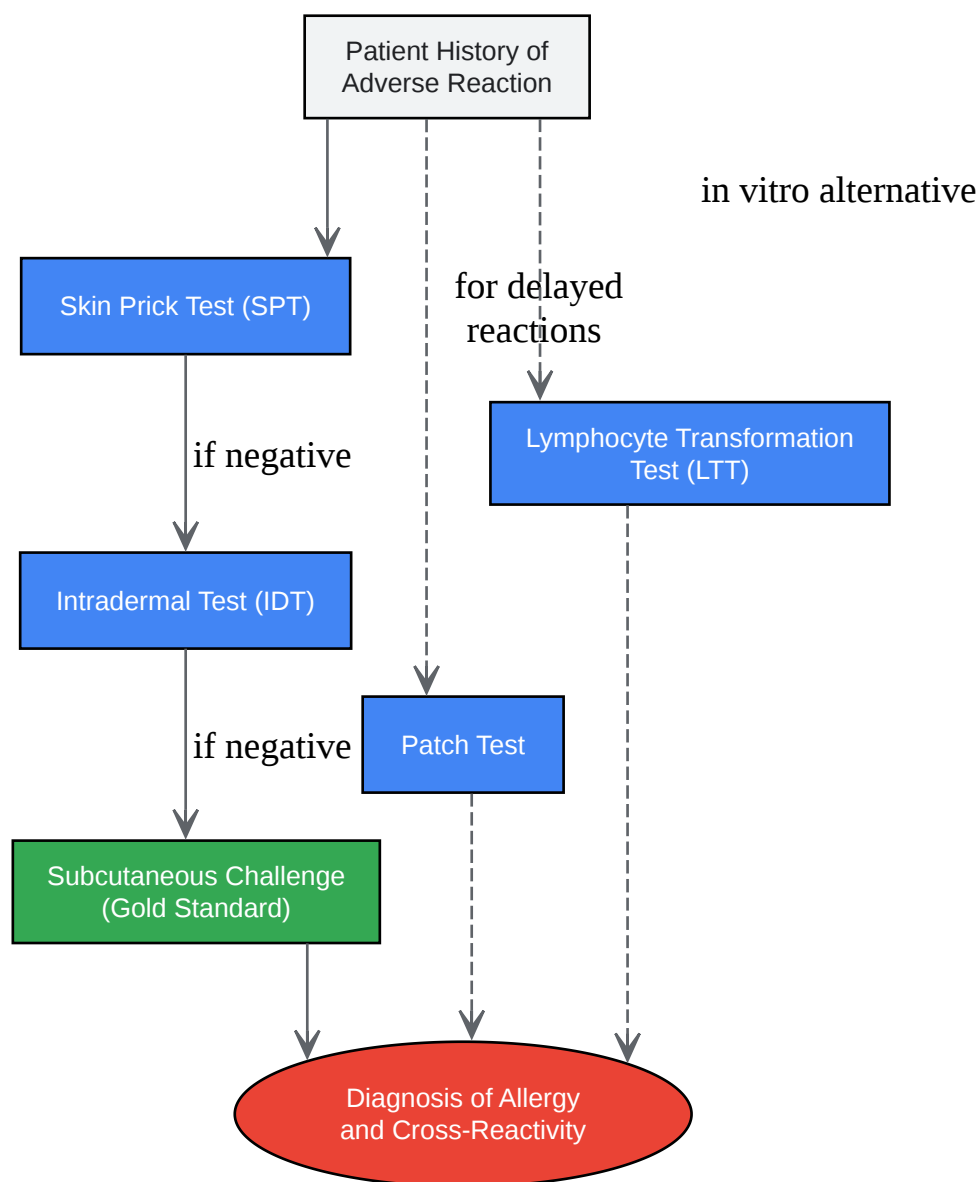 Patient History of
Adverse Reaction
in vitro alternative
Skin Prick Test (SPT)
for delayed
reactions
if negative
Lymphocyte Transformation
Test (LTT)
Intradermal Test (IDT)
if negative
Patch Test
Subcutaneous Challenge
(Gold Standard)
Diagnosis of Allergy
and Cross-Reactivity